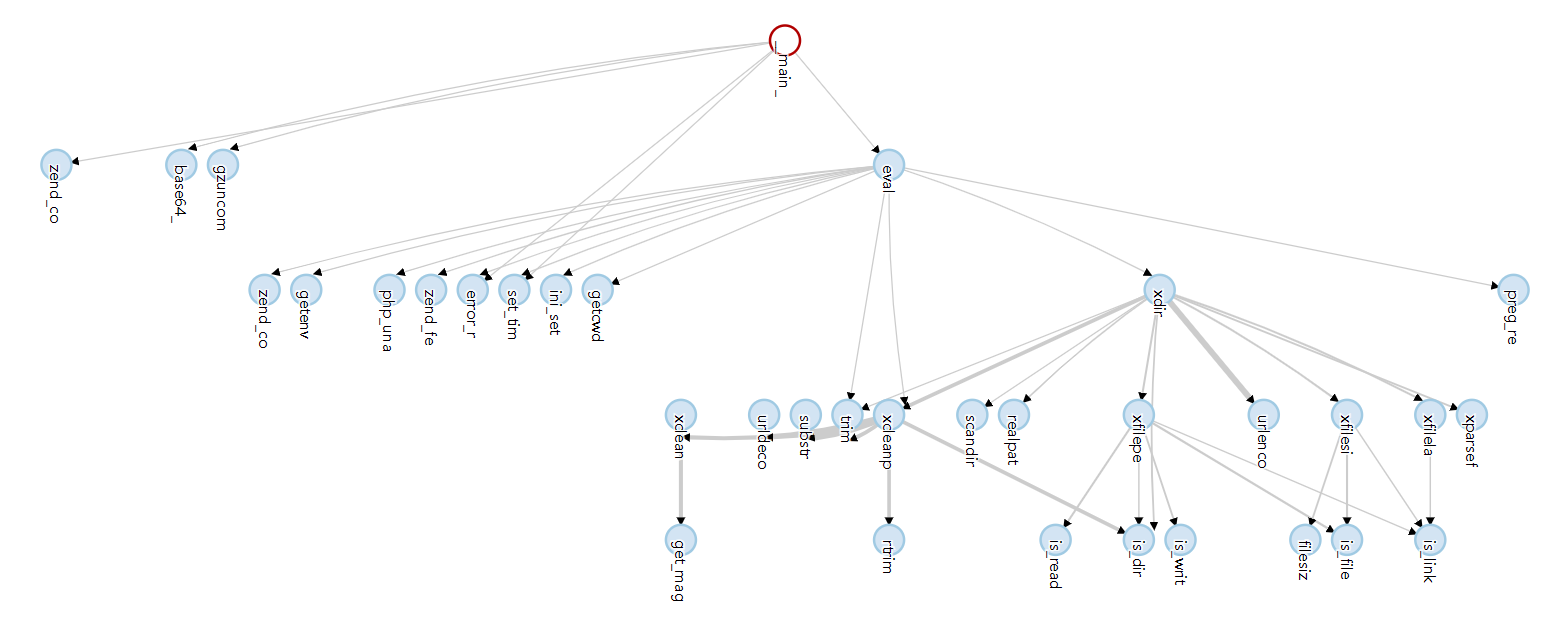 _main_
zend_co
base64_
gzuncom
eval
zend_co
getenv
php_una
zend_fe
error_r
set_tim
ini_set
getcwd
xdir
preg_re
xclean
urldeco
substr
trim
xcleanp
scandir
realpat
xfilepe
urlenco
xfilesi
xfilela
xparsef
get_mag
rtrim
is_read
is_dir
is_writ
filesiz
is_file
is_link